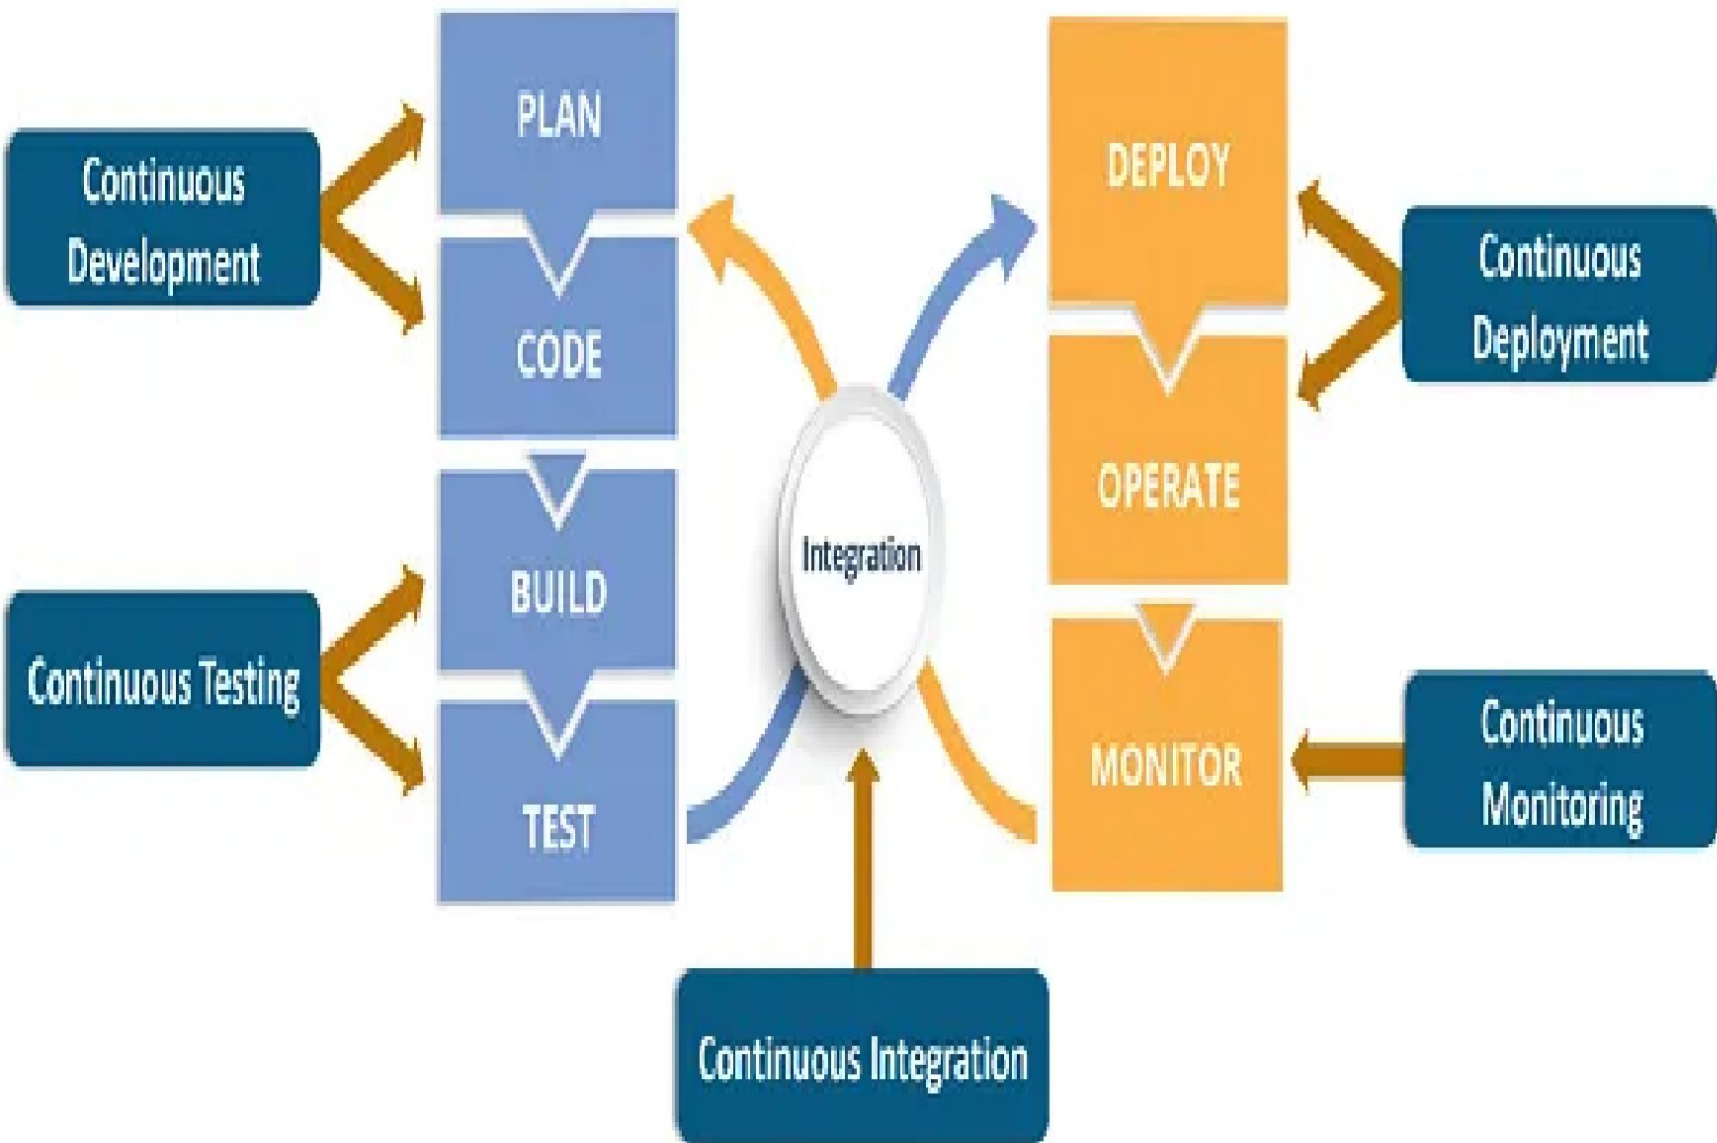 PLAN
CODE
BUILD
TEST
Continuous
Development
Continuous Testing
Integration
Continuous Integration
DEPLOY
OPERATE
MONITOR
Continuous
Deployment
Continuous
Monitoring